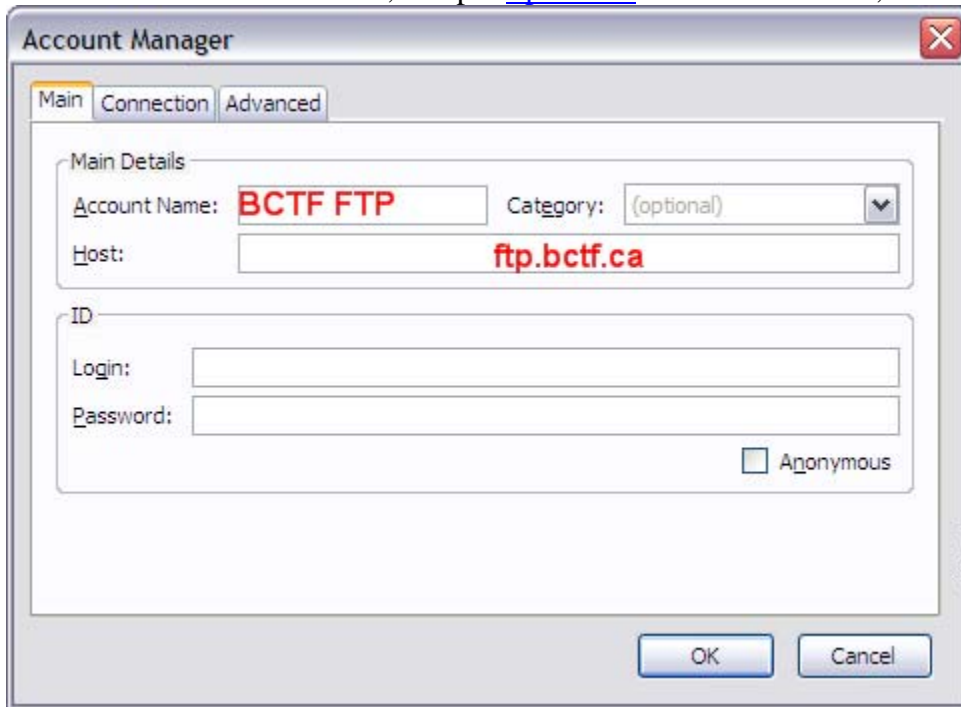 Account Manager
Main Connection Advanced
Main Details
Account Name: BCTF FTP Category: (optional)
Host: ftp.bctf.ca
ID
Login:
Password:
Anonymous
OK Cancel